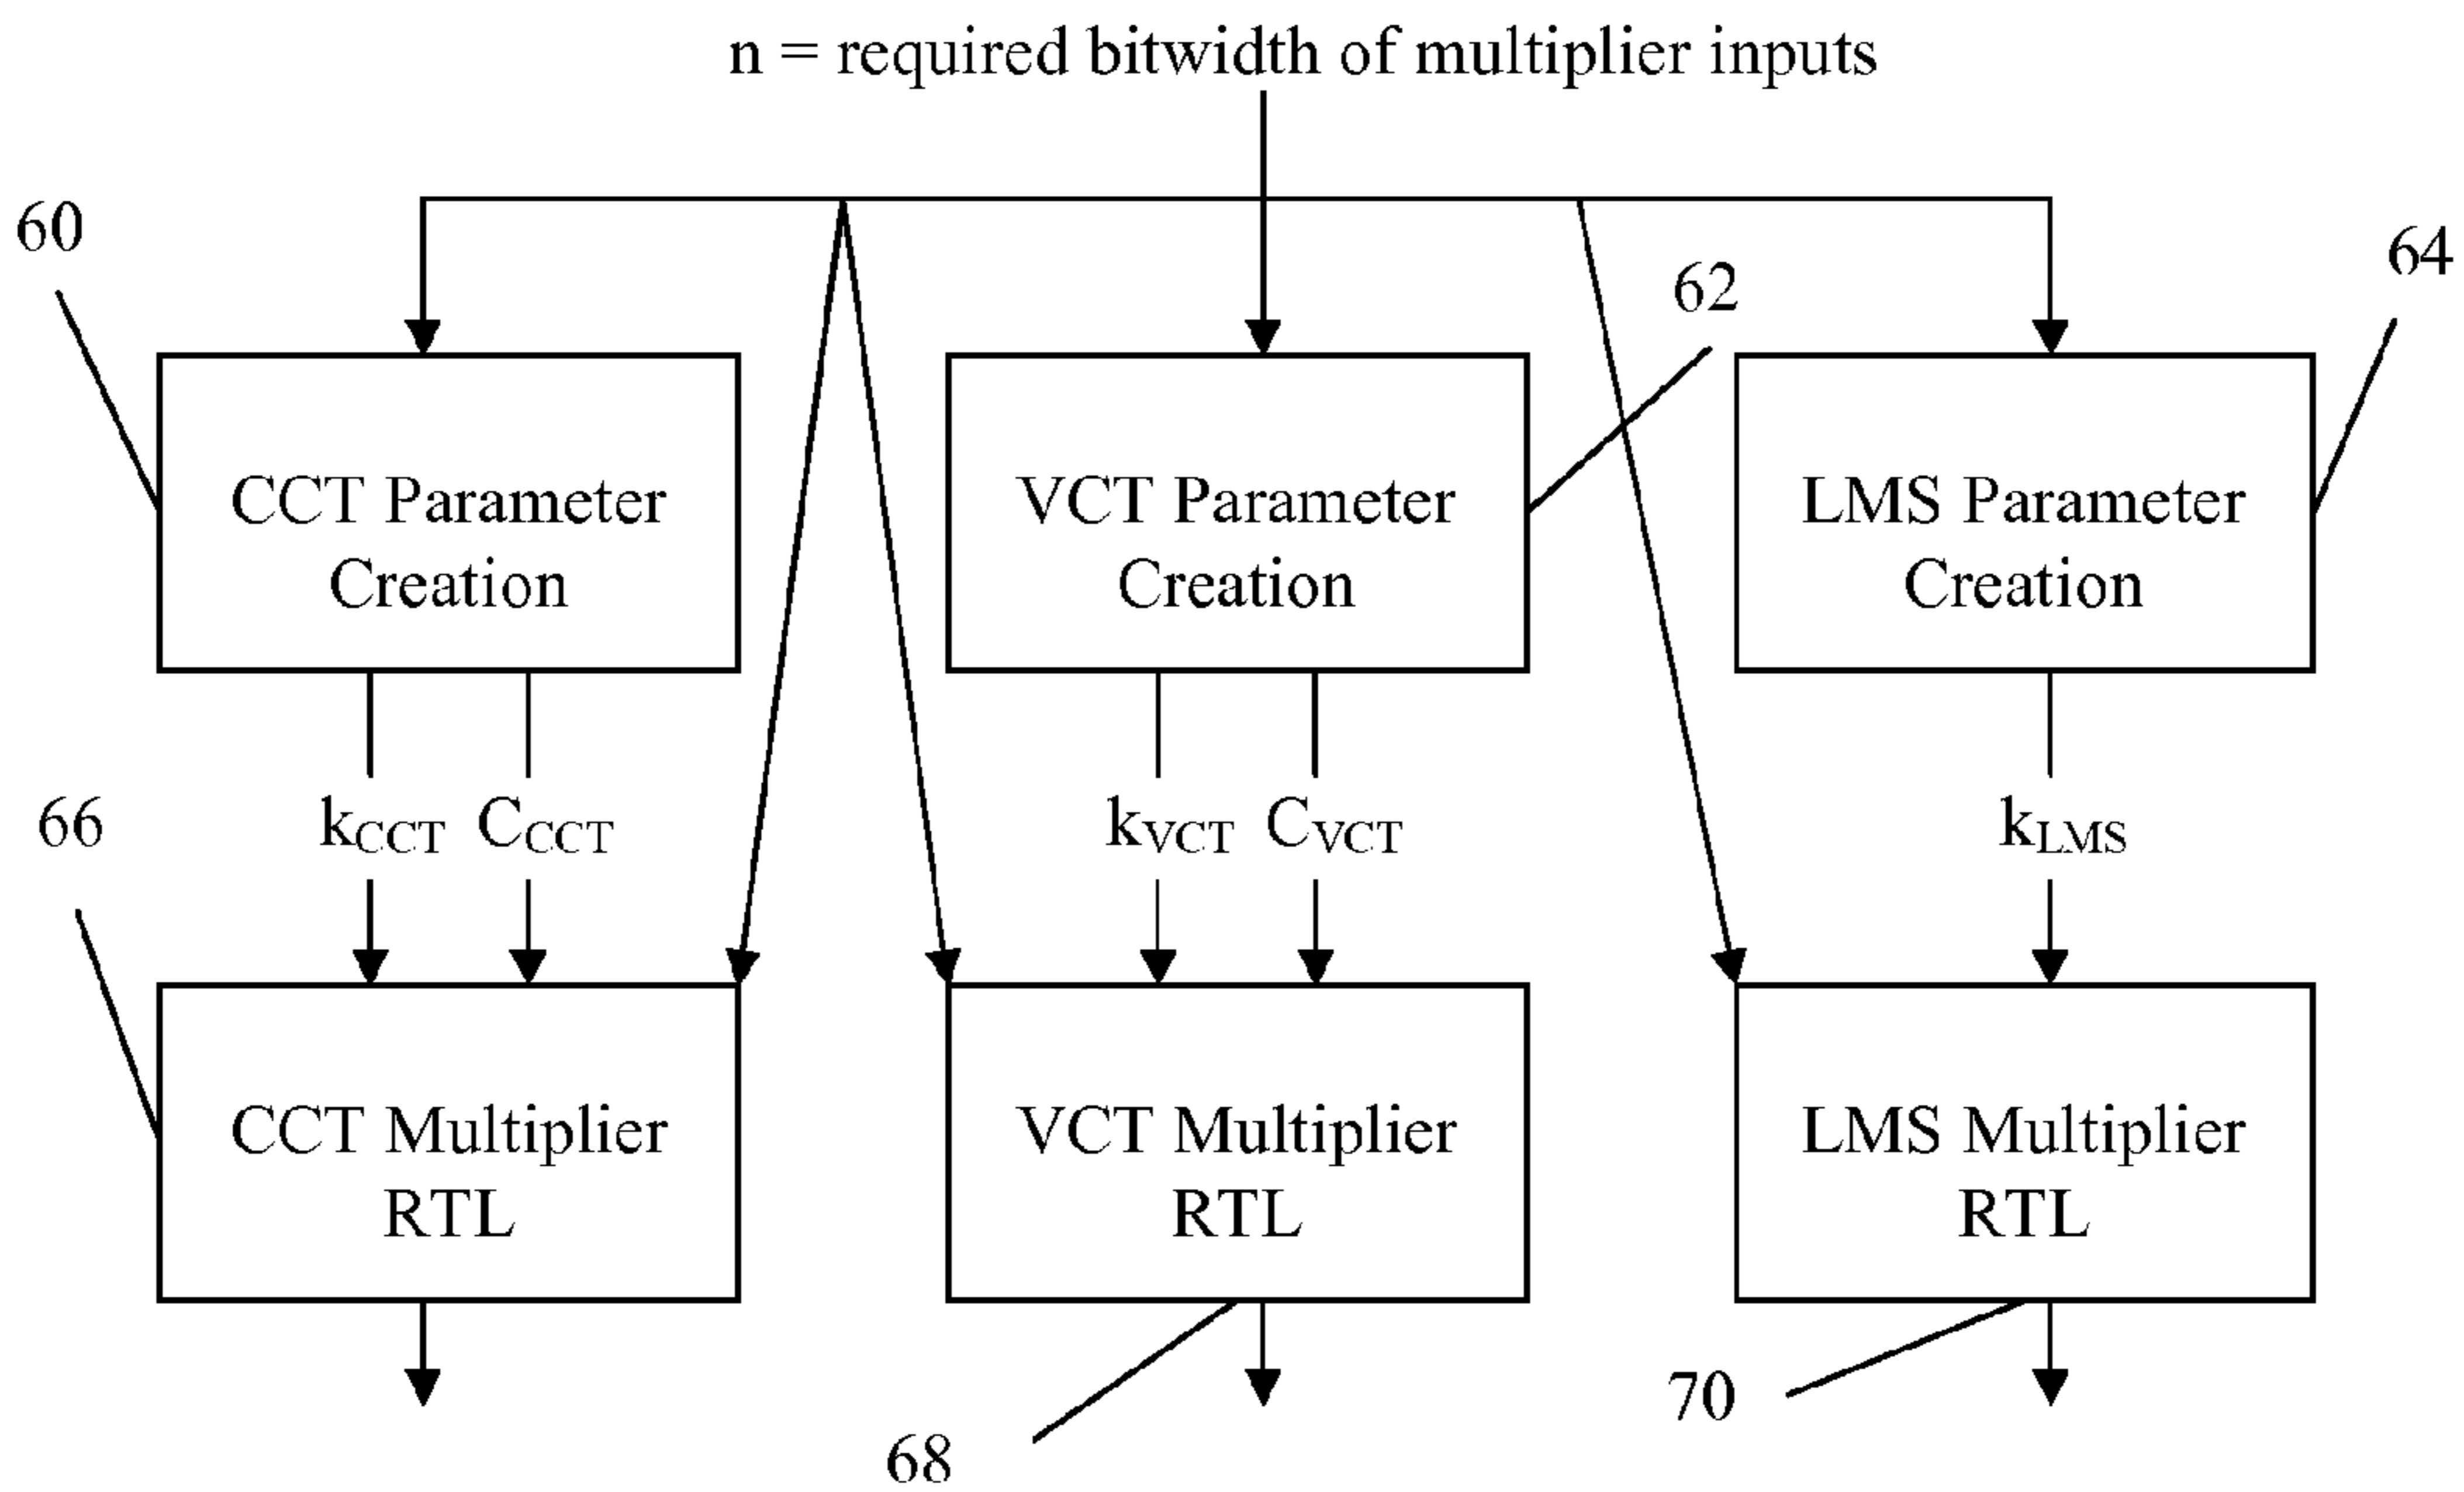 n = required bitwidth of multiplier inputs
60
64
62
CCT Parameter
Creation
VCT Parameter
Creation
LMS Parameter
Creation
66
kCCT CCCT
kVCT CVCT
kLMS
CCT Multiplier
RTL
VCT Multiplier
RTL
LMS Multiplier
RTL
70
68